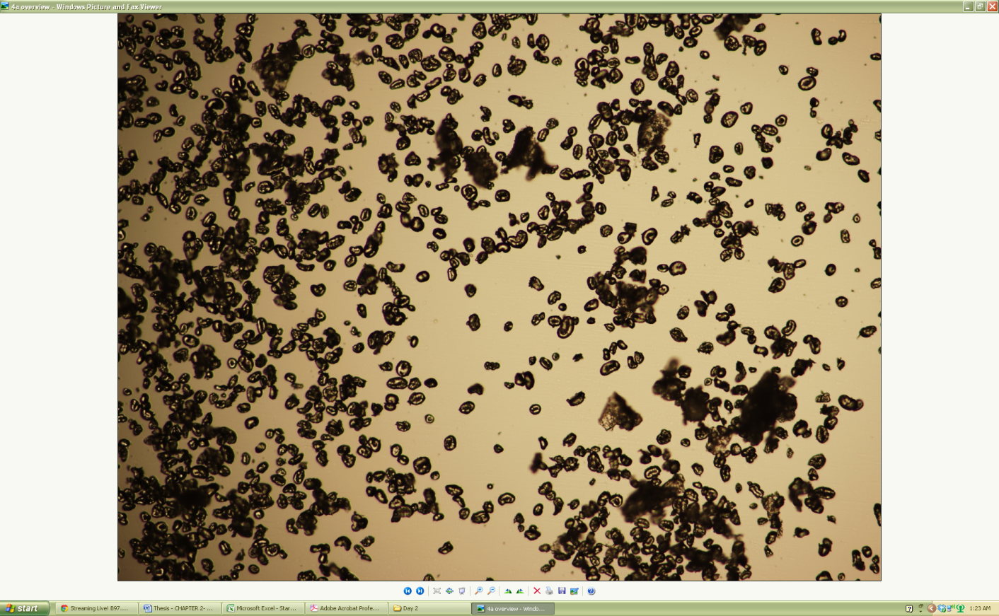 4a overview - Windows Picture and Fax Viewer
start
Streaming Live! B97....
Thesis - CHAPTER 2- ...
Microsoft Excel - Star...
Adobe Acrobat Profe...
Day 2
4a overview - Windo...
1:23 AM